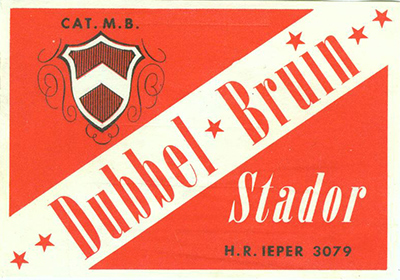 CAT. M.B.
Dubbel ★ Bruin
Stador
H.R. IEPER 3079